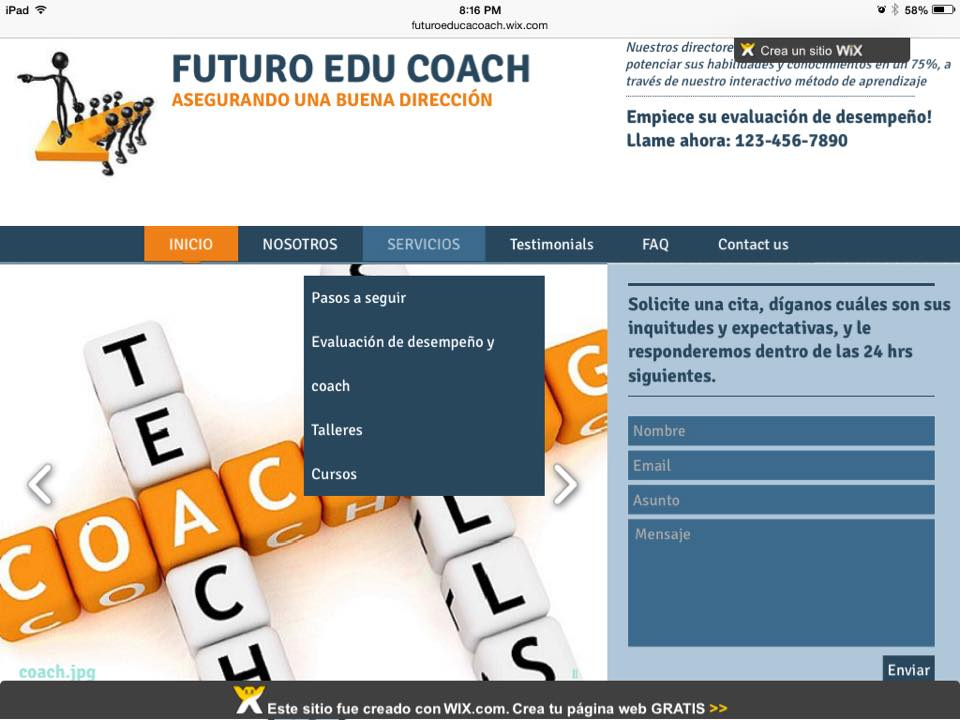 iPad 8:16 PM 58%
futuroeducacoach.wix.com
FUTURO EDU COACH
ASEGURANDO UNA BUENA DIRECCIÓN
Nuestros directore
Crea un sitio WiX
potenciar sus habilidades y conocimientos en un 75%, a
través de nuestro interactivo método de aprendizaje
Empiece su evaluación de desempeño!
Llame ahora: 123-456-7890
INICIO NOSOTROS SERVICIOS Testimonials FAQ Contact us
Pasos a seguir
Evaluación de desempeño y
coach
Talleres
Cursos
TEACH
COACH
G
LLS
coach.jpg
Solicite una cita, díganos cuáles son sus
inquitudes y expectativas, y le
responderemos dentro de las 24 hrs
siguientes.
Nombre
Email
Asunto
Mensaje
Enviar
Este sitio fue creado con WIX.com. Crea tu página web GRATIS >>